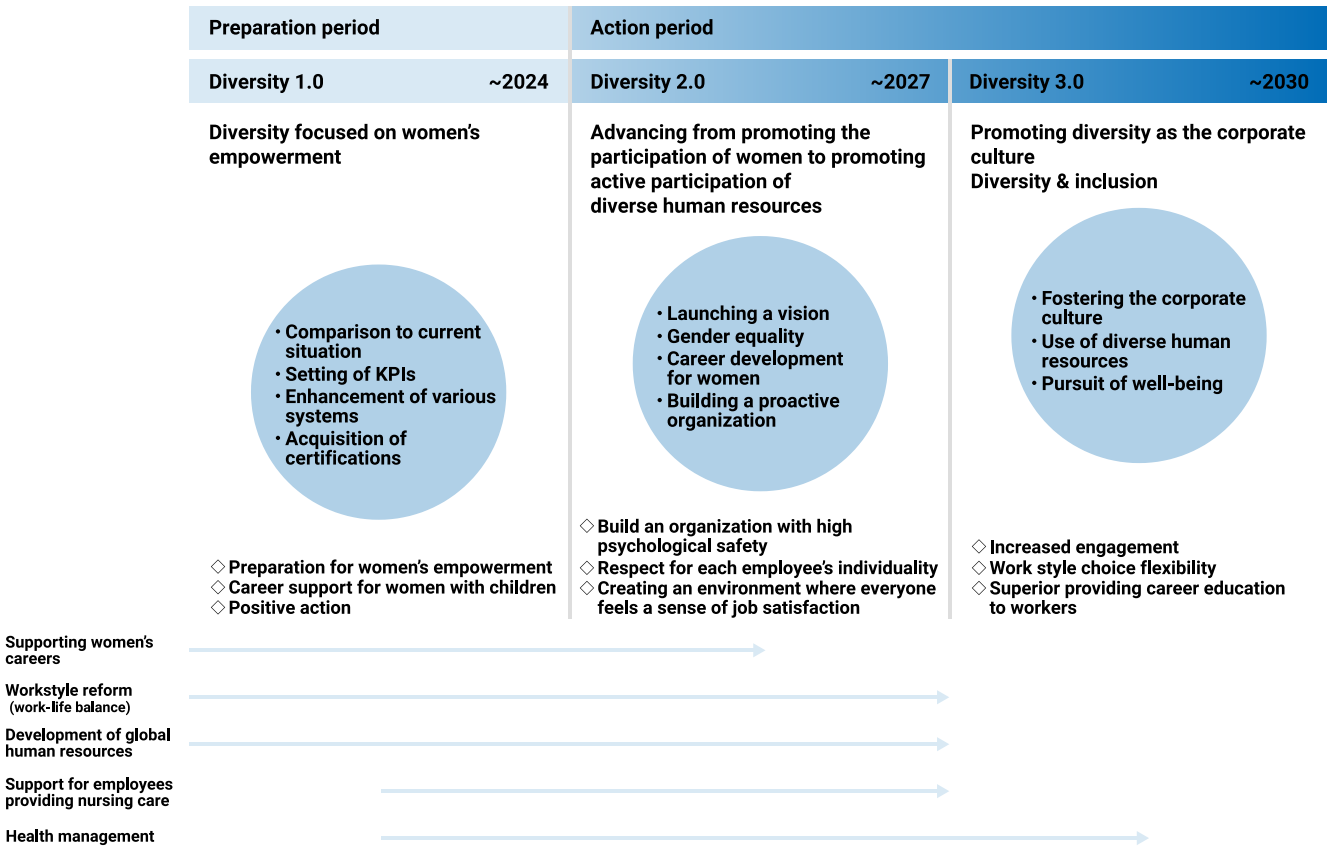 Preparation period
Action period
Diversity 1.0 ~2024
Diversity 2.0 ~2027
Diversity 3.0 ~2030
Diversity focused on women's
empowerment
Advancing from promoting the
participation of women to promoting
active participation of
diverse human resources
Promoting diversity as the corporate
culture
Diversity & inclusion
・Comparison to current
situation
・Setting of KPIs
・Enhancement of various
systems
・Acquisition of
certifications
・Launching a vision
・Gender equality
・Career development
for women
・Building a proactive
organization
・Fostering the corporate
culture
・Use of diverse human
resources
・Pursuit of well-being
◇Preparation for women's empowerment
◇Career support for women with children
◇Positive action
◇Build an organization with high
psychological safety
◇Respect for each employee's individuality
◇Creating an environment where everyone
feels a sense of job satisfaction
◇Increased engagement
◇Work style choice flexibility
◇Superior providing career education
to workers
Supporting women's
careers
Workstyle reform
(work-life balance)
Development of global
human resources
Support for employees
providing nursing care
Health management